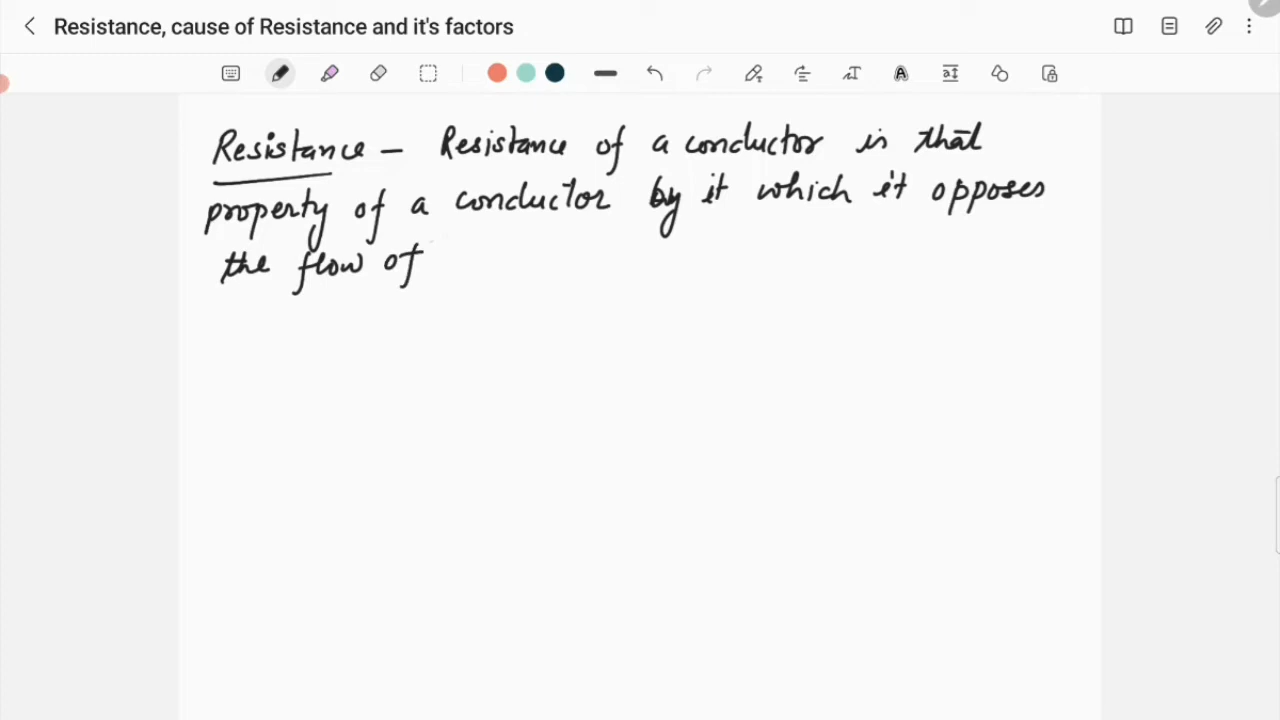 Resistance, cause of Resistance and it's factors
Resistance – Resistance of a conductor is that
property of a conductor by it which it opposes
the flow of